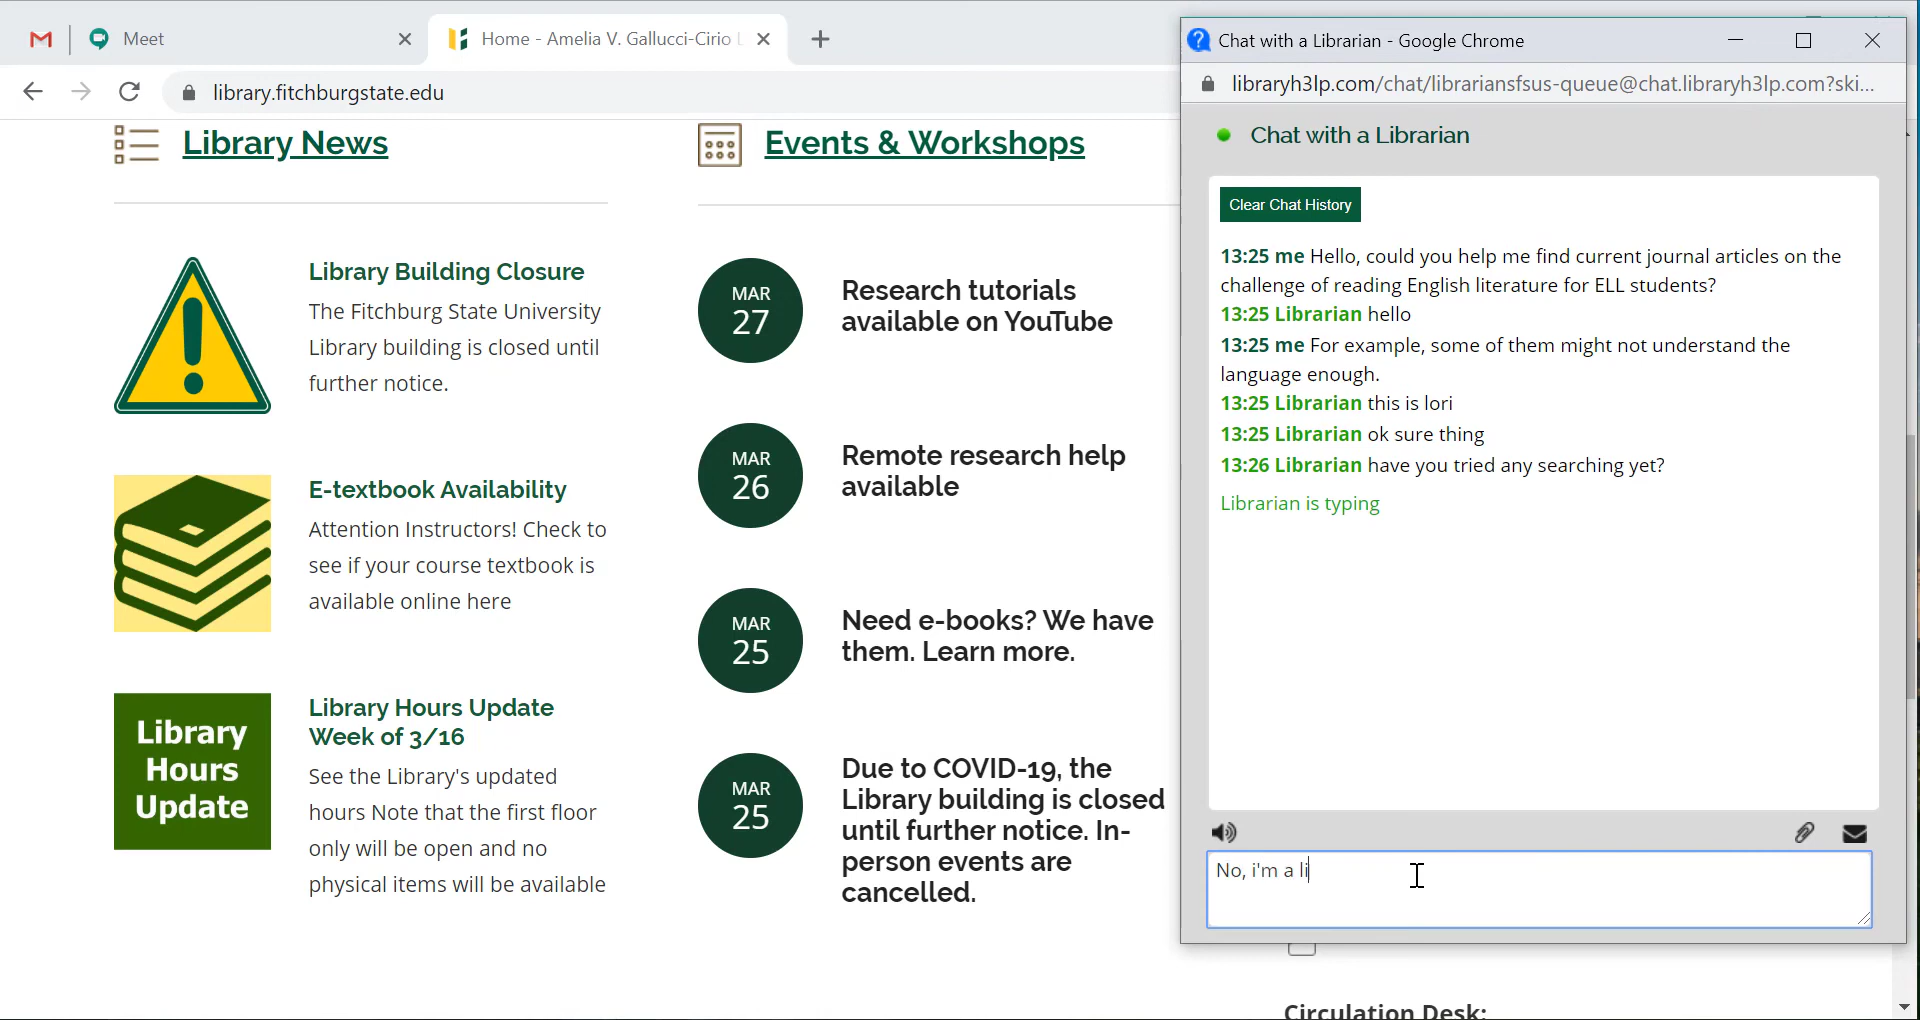 Meet
Home - Amelia V. Gallucci-Cirio L
library.fitchburgstate.edu
Library News
Library Building Closure
The Fitchburg State University
Library building is closed until
further notice.
E-textbook Availability
Attention Instructors! Check to
see if your course textbook is
available online here
Library
Hours
Update
Library Hours Update
Week of 3/16
See the Library's updated
hours Note that the first floor
only will be open and no
physical items will be available
Events & Workshops
MAR
27
Research tutorials
available on YouTube
MAR
26
Remote research help
available
MAR
25
Need e-books? We have
them. Learn more.
MAR
25
Due to COVID-19, the
Library building is closed
until further notice. In-
person events are
cancelled.
Chat with a Librarian - Google Chrome
libraryh3lp.com/chat/librariansfsus-queue@chat.libraryh3lp.com?ski...
Chat with a Librarian
Clear Chat History
13:25 me Hello, could you help me find current journal articles on the
challenge of reading English literature for ELL students?
13:25 Librarian hello
13:25 me For example, some of them might not understand the
language enough.
13:25 Librarian this is lori
13:25 Librarian ok sure thing
13:26 Librarian have you tried any searching yet?
Librarian is typing
No, i'm a li
Circulation Desk: